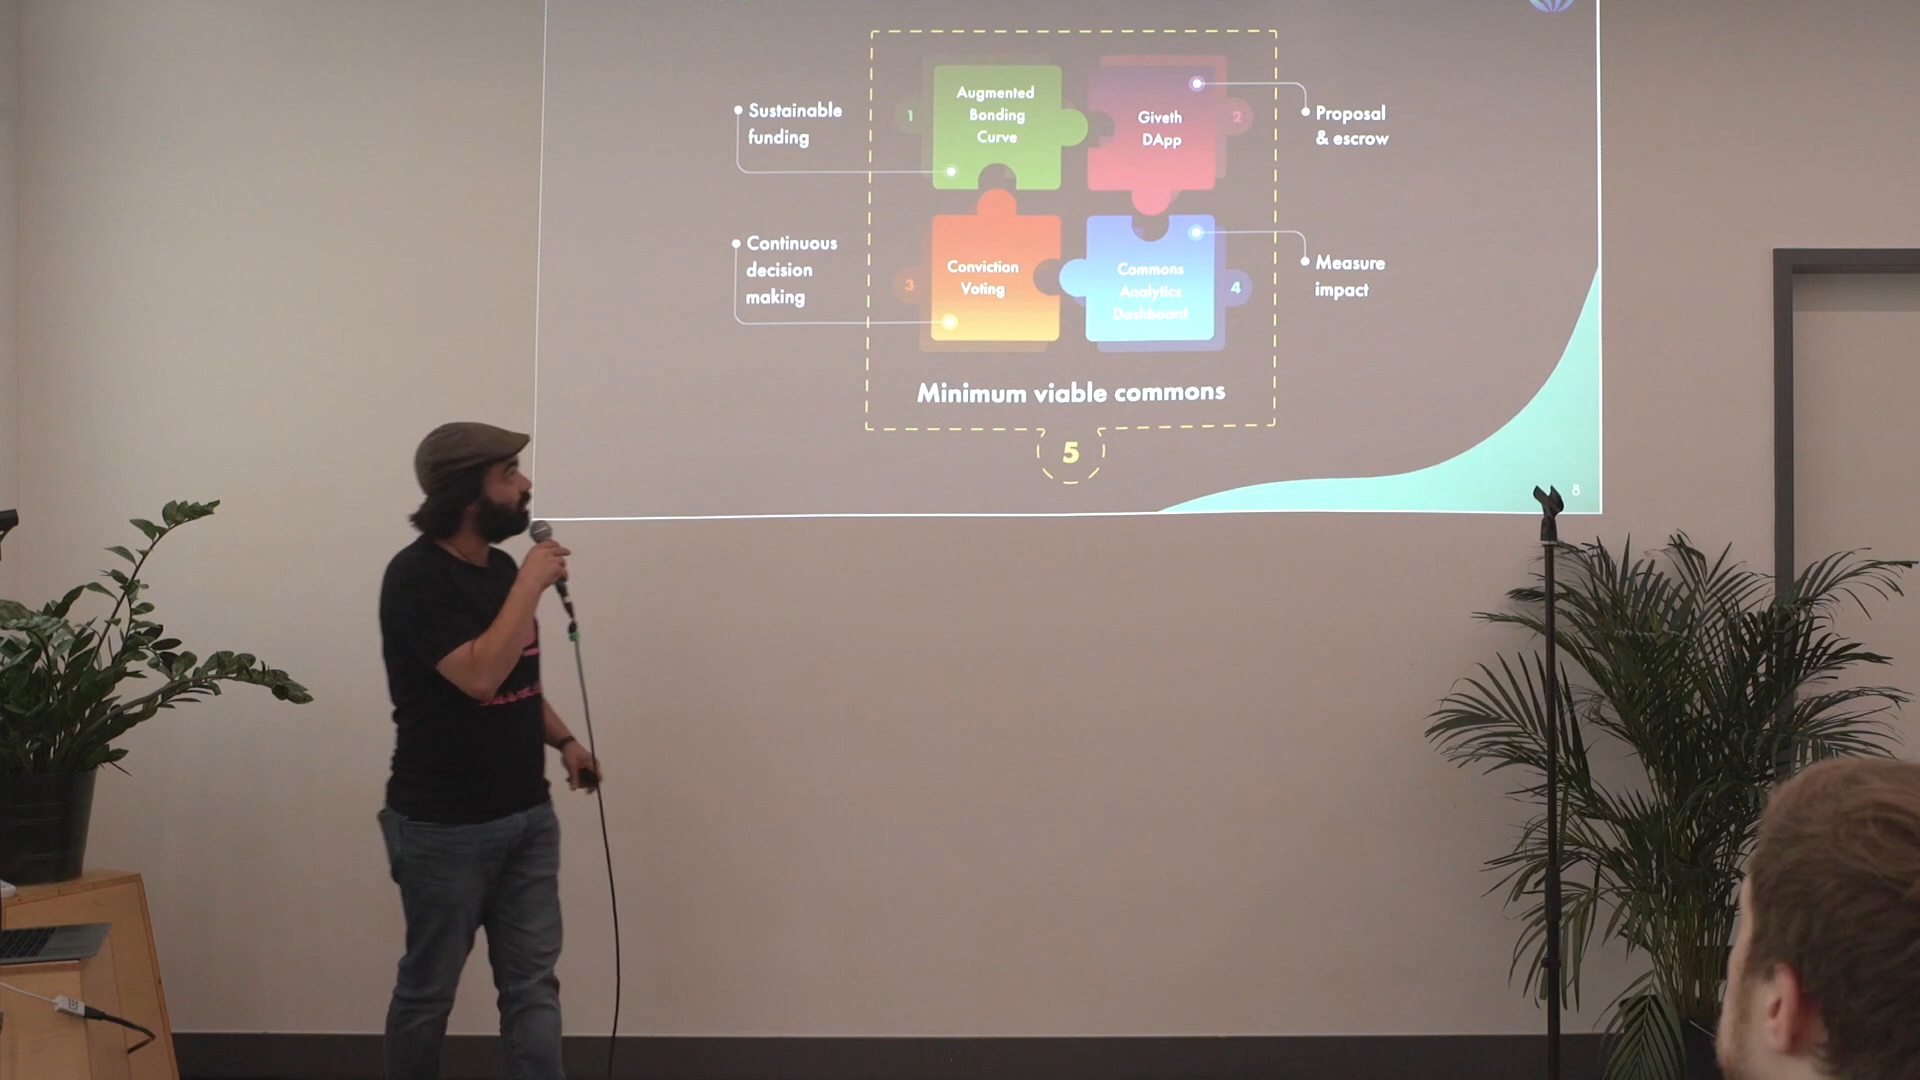 Sustainable
funding
1
Augmented
Bonding
Curve
Giveth
DApp
2
Proposal
& escrow
Continuous
decision
making
3
Conviction
Voting
Commons
Analytics
Dashboard
4
Measure
impact
Minimum viable commons
5
8